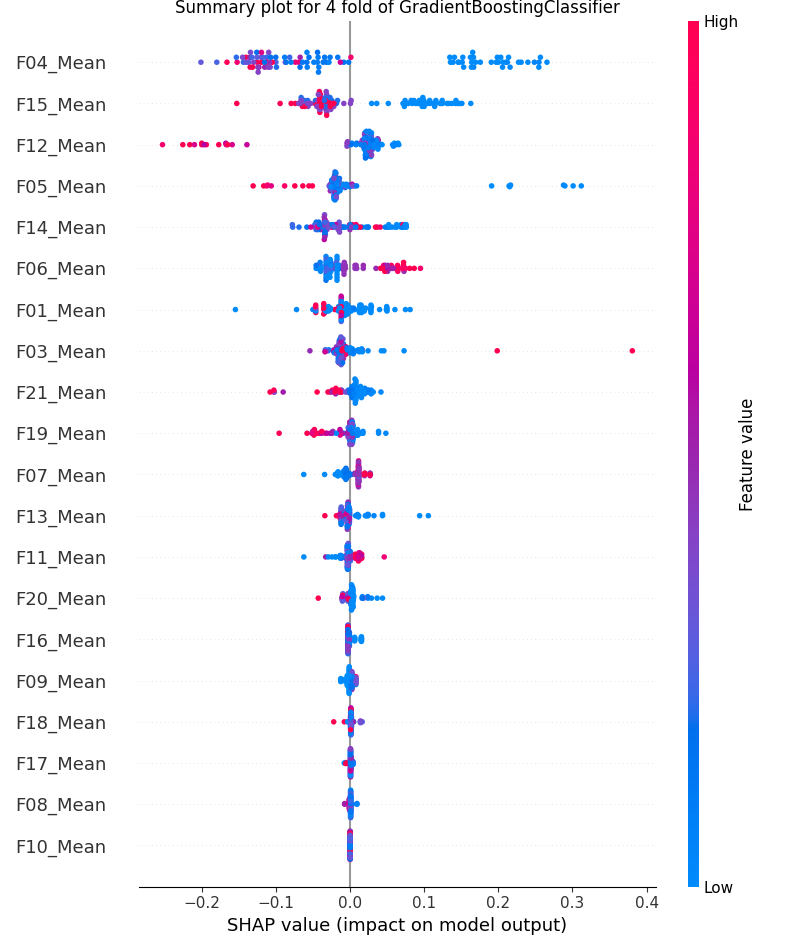 Summary plot for 4 fold of GradientBoostingClassifier
High
F04_Mean
F15_Mean
F12_Mean
F05_Mean
F14_Mean
F06_Mean
F01_Mean
F03_Mean
F21_Mean
F19_Mean
F07_Mean
F13_Mean
F11_Mean
F20_Mean
F16_Mean
F09_Mean
F18_Mean
F17_Mean
F08_Mean
F10_Mean
Feature value
Low
−0.2 −0.1 0.0 0.1 0.2 0.3 0.4
SHAP value (impact on model output)